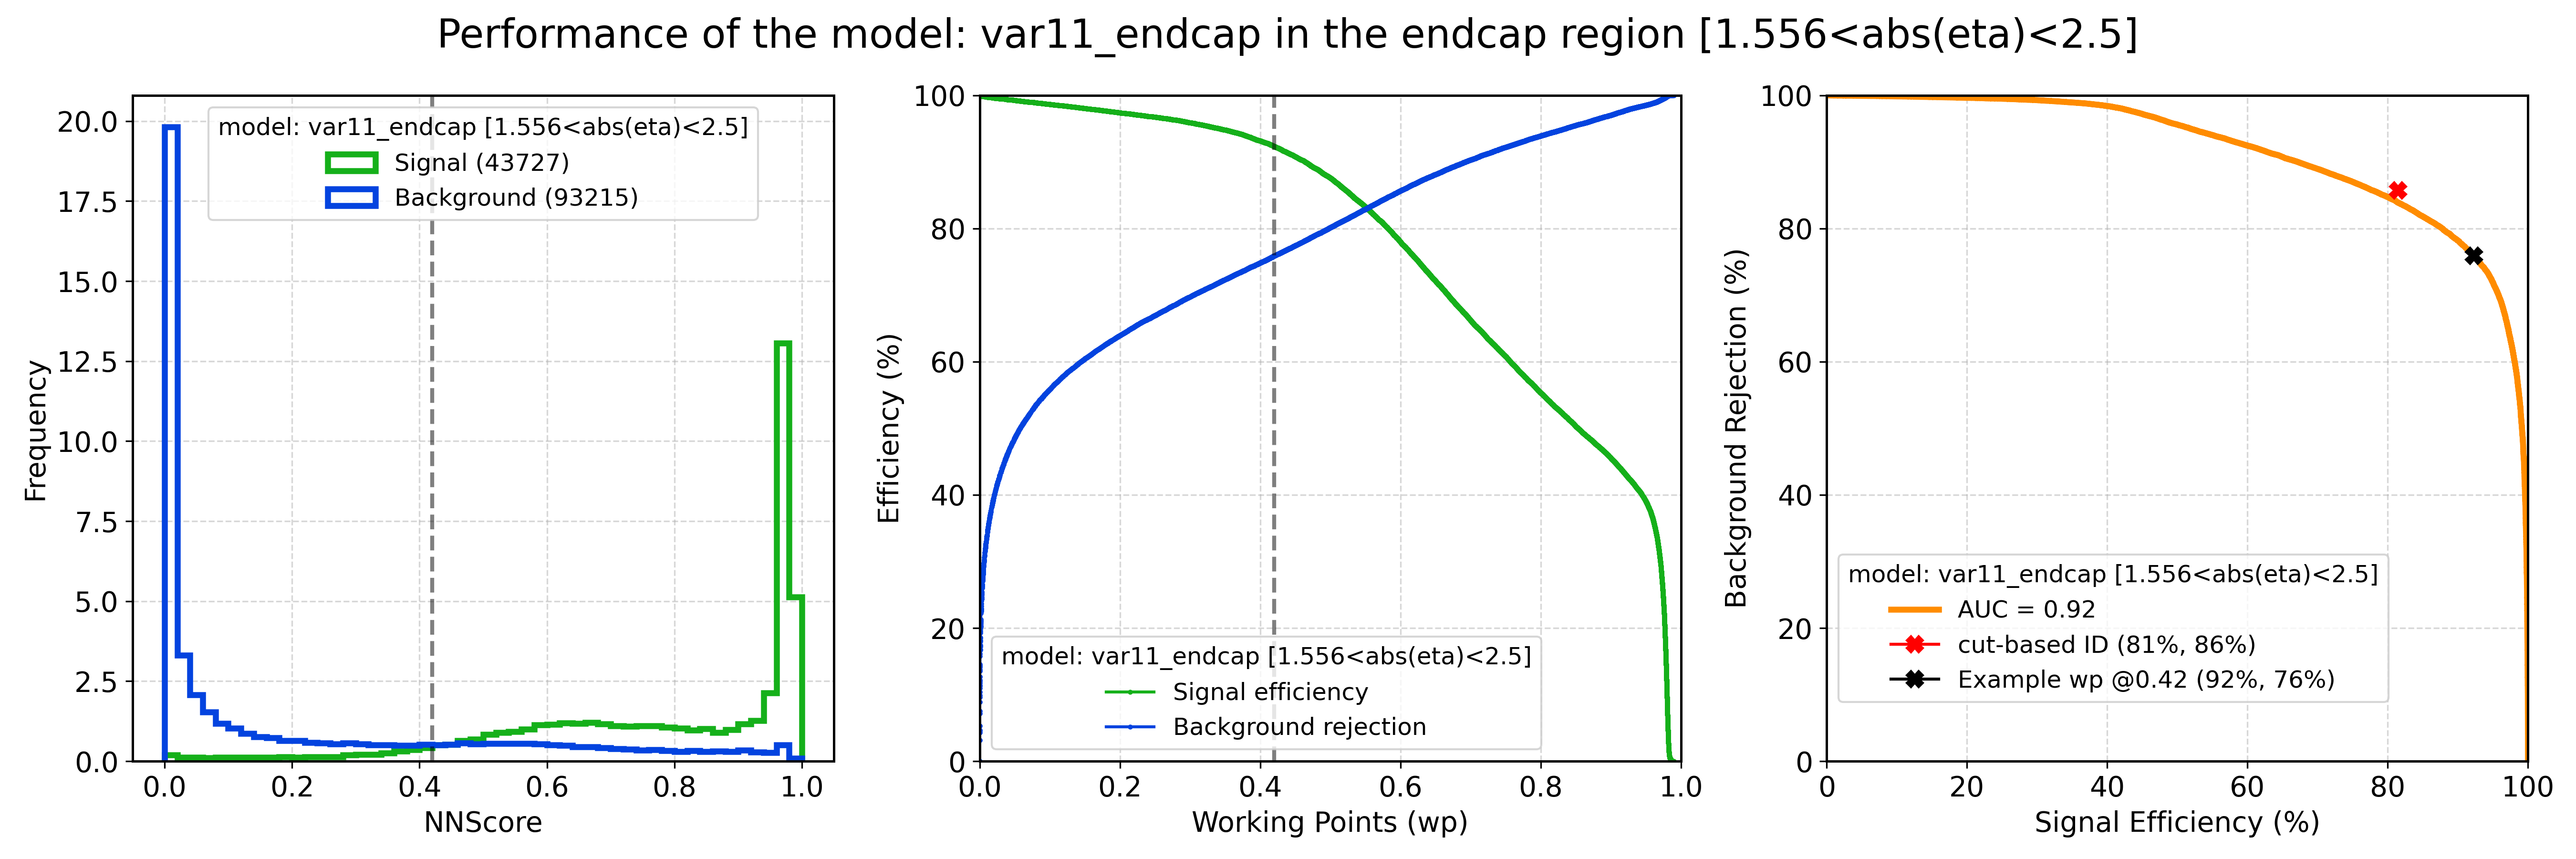 Performance of the model: var11_endcap in the endcap region [1.556<abs(eta)<2.5]
Frequency
20.0
17.5
15.0
12.5
10.0
7.5
5.0
2.5
0.0
model: var11_endcap [1.556<abs(eta)<2.5]
Signal (43727)
Background (93215)
0.0 0.2 0.4 0.6 0.8 1.0
NNScore
Efficiency (%)
100
80
60
40
20
0
model: var11_endcap [1.556<abs(eta)<2.5]
Signal efficiency
Background rejection
0.0 0.2 0.4 0.6 0.8 1.0
Working Points (wp)
Background Rejection (%)
100
80
60
40
20
0
model: var11_endcap [1.556<abs(eta)<2.5]
AUC = 0.92
cut-based ID (81%, 86%)
Example wp @0.42 (92%, 76%)
0 20 40 60 80 100
Signal Efficiency (%)